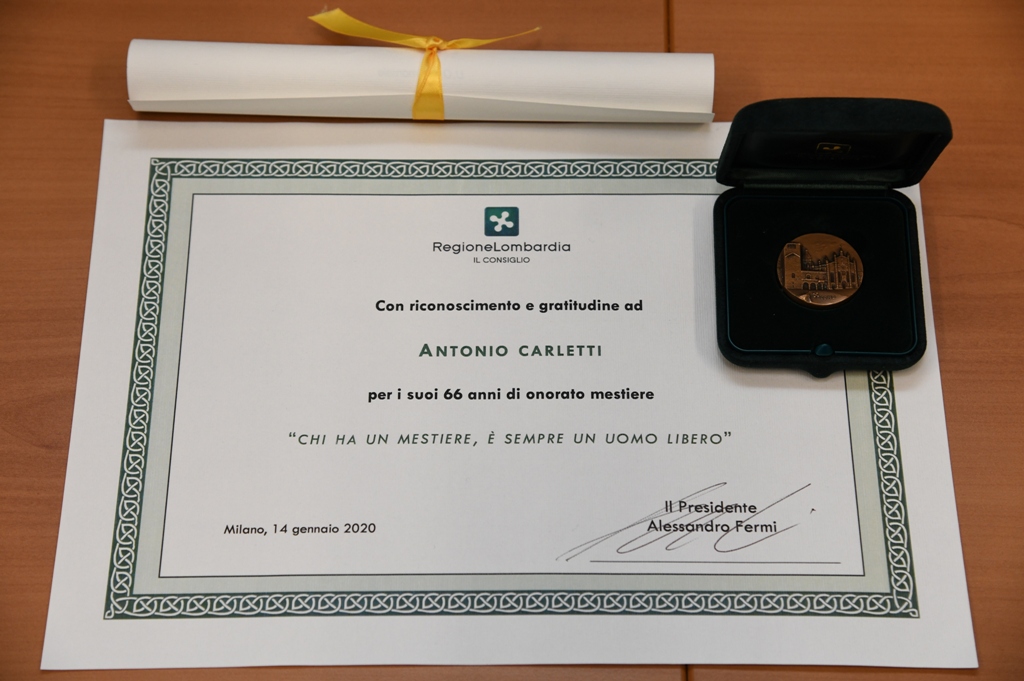 RegioneLombardia
IL CONSIGLIO
Con riconoscimento e gratitudine ad
ANTONIO CARLETTI
per i suoi 66 anni di onorato mestiere
“CHI HA UN MESTIERE, È SEMPRE UN UOMO LIBERO”
Milano, 14 gennaio 2020
Il Presidente
Alessandro Fermi